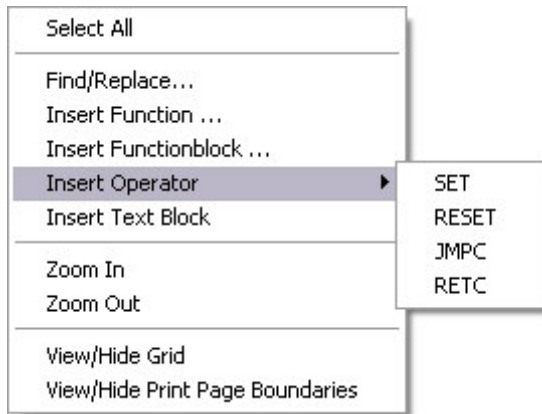 Select All
Find/Replace...
Insert Function ...
Insert Functionblock ...
Insert Operator
SET
RESET
JMPC
RETC
Insert Text Block
Zoom In
Zoom Out
View/Hide Grid
View/Hide Print Page Boundaries